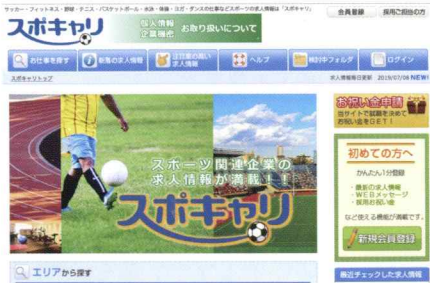 サッカー・フィットネス・野球・テニス・バスケットボール・水泳・体操・ヨガ・ダンスの仕事などスポーツの求人情報は「スポキャリ」
会員登録
採用ご担当の方
スポキャリ
求人情報
企業機密
お取り扱いについて
お仕事を探す
新着の求人情報
注目度の高い
求人情報
ヘルプ
検討中フォルダ
ログイン
スポキャリトップ
求人情報毎日更新 2019/07/08 NEW!
スポーツ関連企業の
求人情報が満載!!
スポキャリ
お祝い金申請
当サイトで就職を決めて
お祝い金をGET!
初めての方へ
かんたん1分登録
・最新の求人情報
・WEBメッセージ
・採用お祝い金
など使える機能が満載です。
新規会員登録
エリアから探す
最近チェックした求人情報